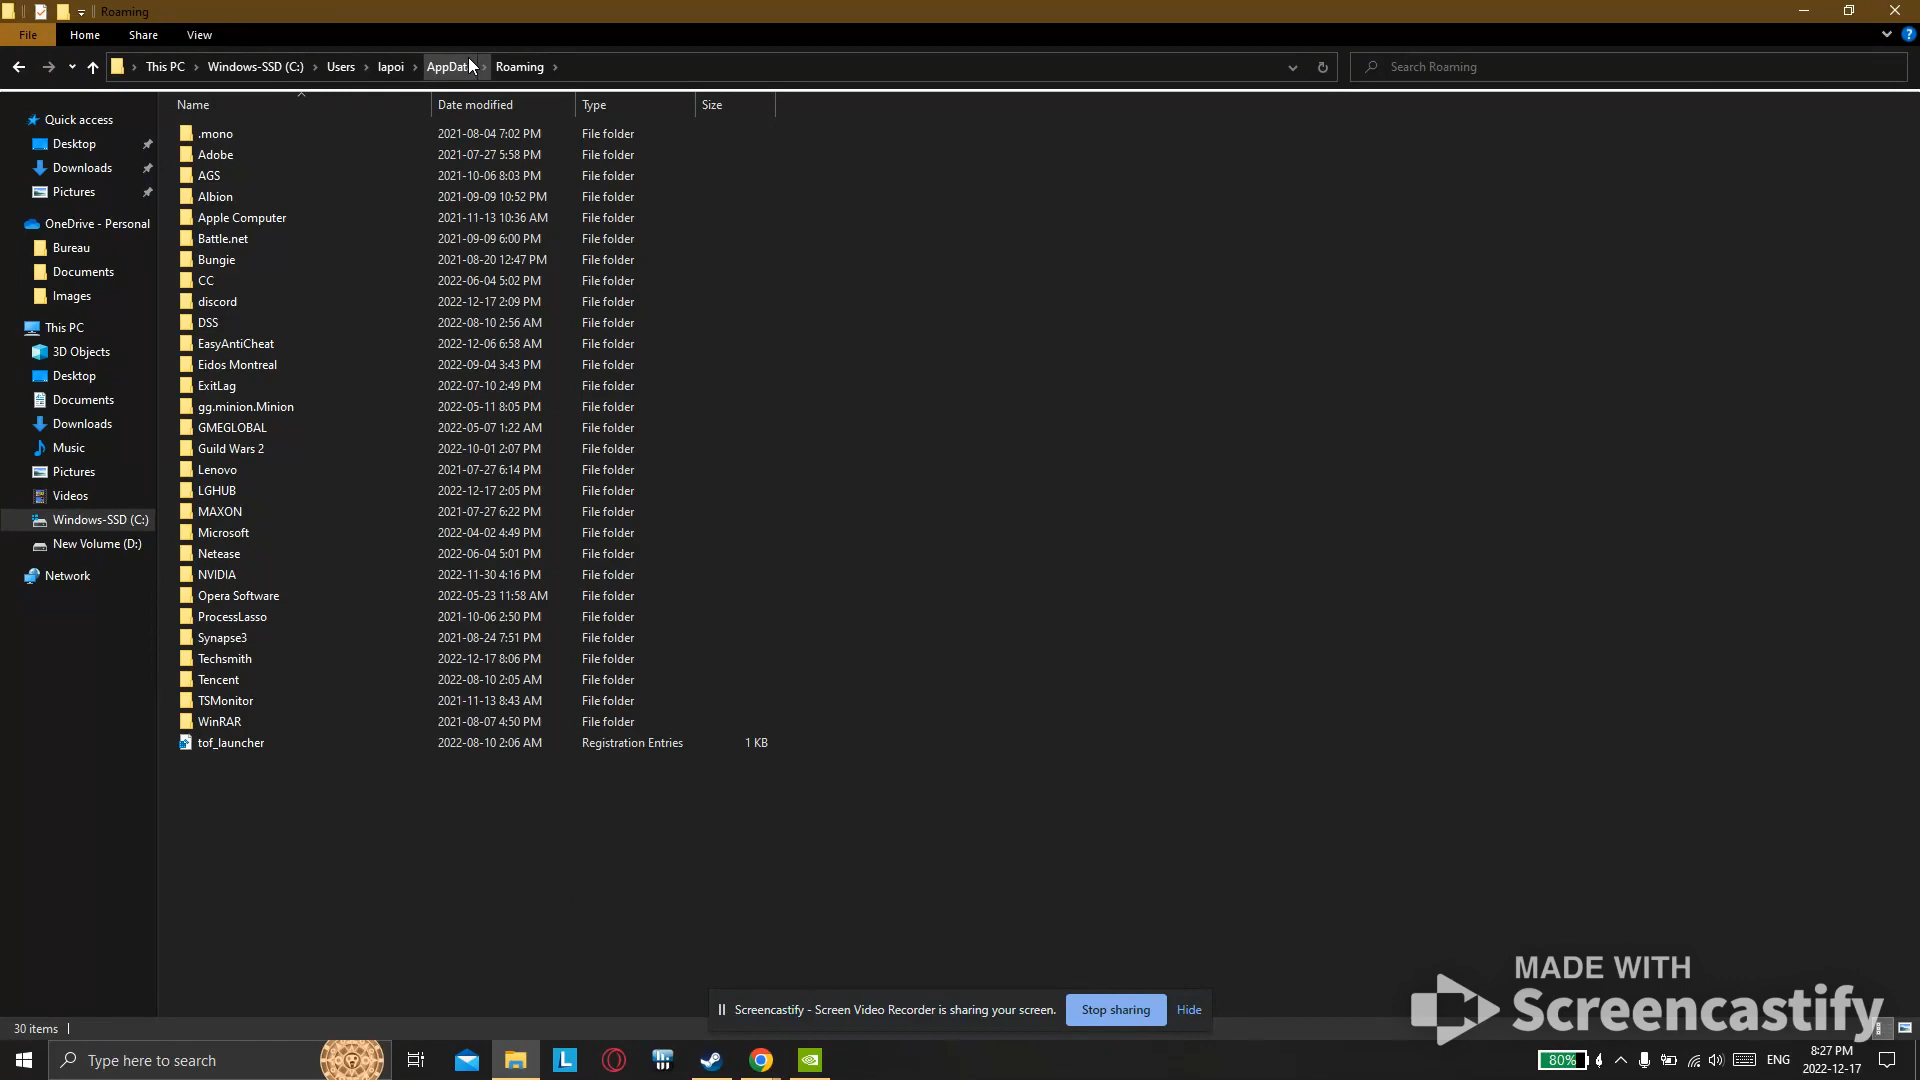 Roaming
File Home Share View
This PC Windows-SSD (C:) Users lapoi AppData Roaming
Search Roaming
Name Date modified Type Size
Quick access
Desktop
Downloads
Pictures
OneDrive - Personal
Bureau
Documents
Images
This PC
3D Objects
Desktop
Documents
Downloads
Music
Pictures
Videos
Windows-SSD (C:)
New Volume (D:)
Network
.mono 2021-08-04 7:02 PM File folder
Adobe 2021-07-27 5:58 PM File folder
AGS 2021-10-06 8:03 PM File folder
Albion 2021-09-09 10:52 PM File folder
Apple Computer 2021-11-13 10:36 AM File folder
Battle.net 2021-09-09 6:00 PM File folder
Bungie 2021-08-20 12:47 PM File folder
CC 2022-06-04 5:02 PM File folder
discord 2022-12-17 2:09 PM File folder
DSS 2022-08-10 2:56 AM File folder
EasyAntiCheat 2022-12-06 6:58 AM File folder
Eidos Montreal 2022-09-04 3:43 PM File folder
ExitLag 2022-07-10 2:49 PM File folder
gg.minion.Minion 2022-05-11 8:05 PM File folder
GMEGLOBAL 2022-05-07 1:22 AM File folder
Guild Wars 2 2022-10-01 2:07 PM File folder
Lenovo 2021-07-27 6:14 PM File folder
LGHUB 2022-12-17 2:05 PM File folder
MAXON 2021-07-27 6:22 PM File folder
Microsoft 2022-04-02 4:49 PM File folder
Netease 2022-06-04 5:01 PM File folder
NVIDIA 2022-11-30 4:16 PM File folder
Opera Software 2022-05-23 11:58 AM File folder
ProcessLasso 2021-10-06 2:50 PM File folder
Synapse3 2021-08-24 7:51 PM File folder
Techsmith 2022-12-17 8:06 PM File folder
Tencent 2022-08-10 2:05 AM File folder
TSMonitor 2021-11-13 8:43 AM File folder
WinRAR 2021-08-07 4:50 PM File folder
tof_launcher 2022-08-10 2:06 AM Registration Entries 1 KB
MADE WITH
Screencastify
Screencastify - Screen Video Recorder is sharing your screen. Stop sharing Hide
30 items
Type here to search
80% ENG 8:27 PM
2022-12-17